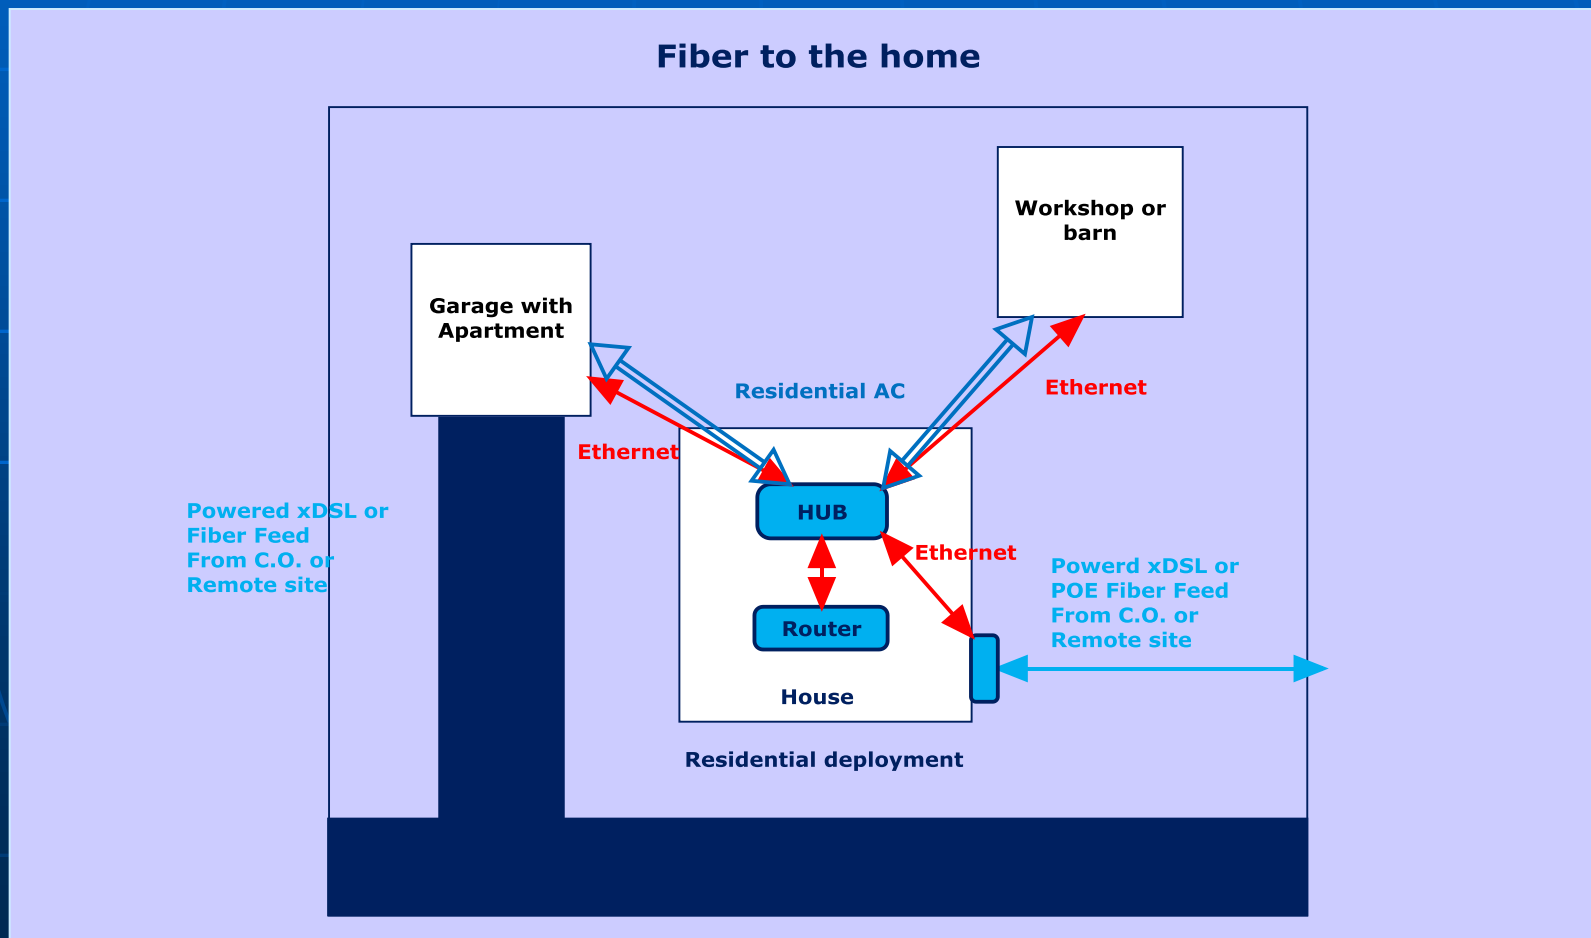 Fiber to the home
Workshop or
barn
Garage with
Apartment
Residential AC
Ethernet
Ethernet
Powered xDSL or
Fiber Feed
From C.O. or
Remote site
HUB
Ethernet
Powerd xDSL or
POE Fiber Feed
From C.O. or
Remote site
Router
House
Residential deployment